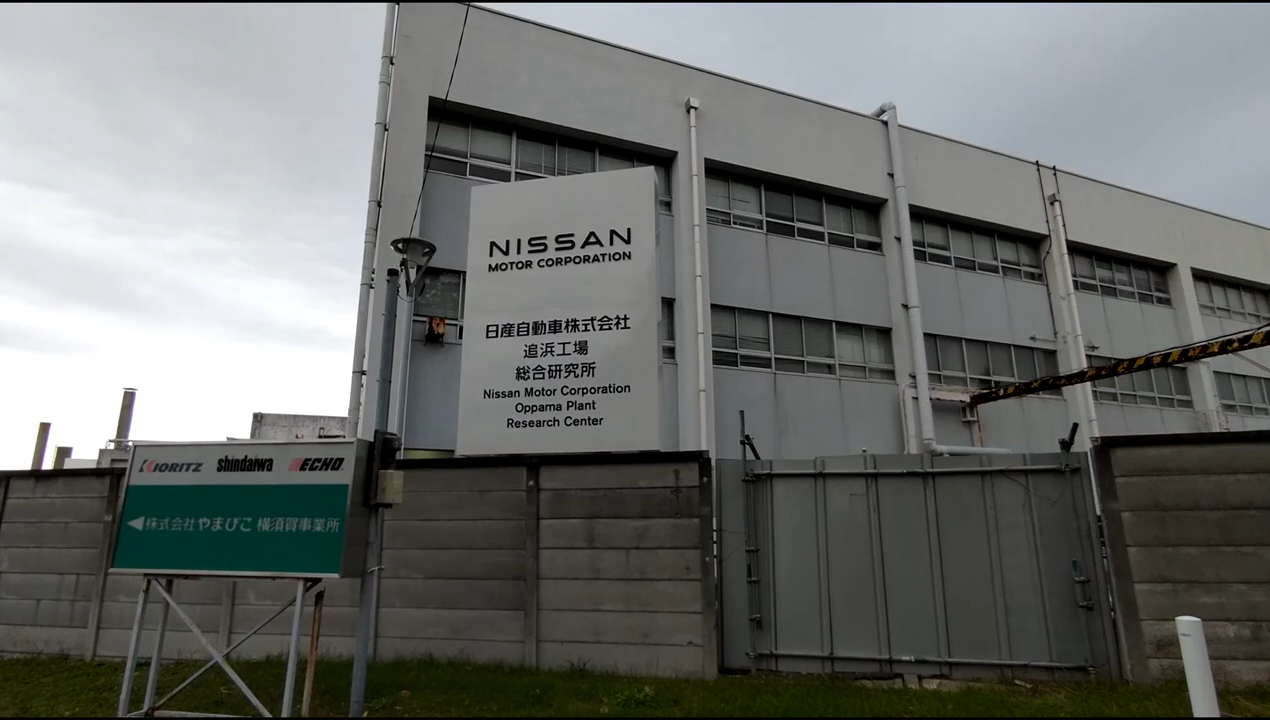 NISSAN
MOTOR CORPORATION
日産自動車株式会社
追浜工場
総合研究所
Nissan Motor Corporation
Oppama Plant
Research Center
KIORITZ shindaiwa ECHO
株式会社やまびこ 横須賀事業所